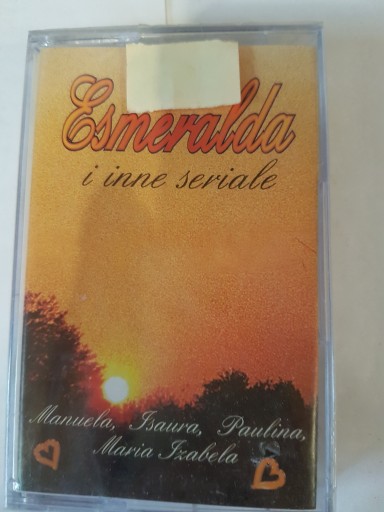 Esmeralda
i inne seriale
Manuela, Isaura, Paulina,
Maria Izabela